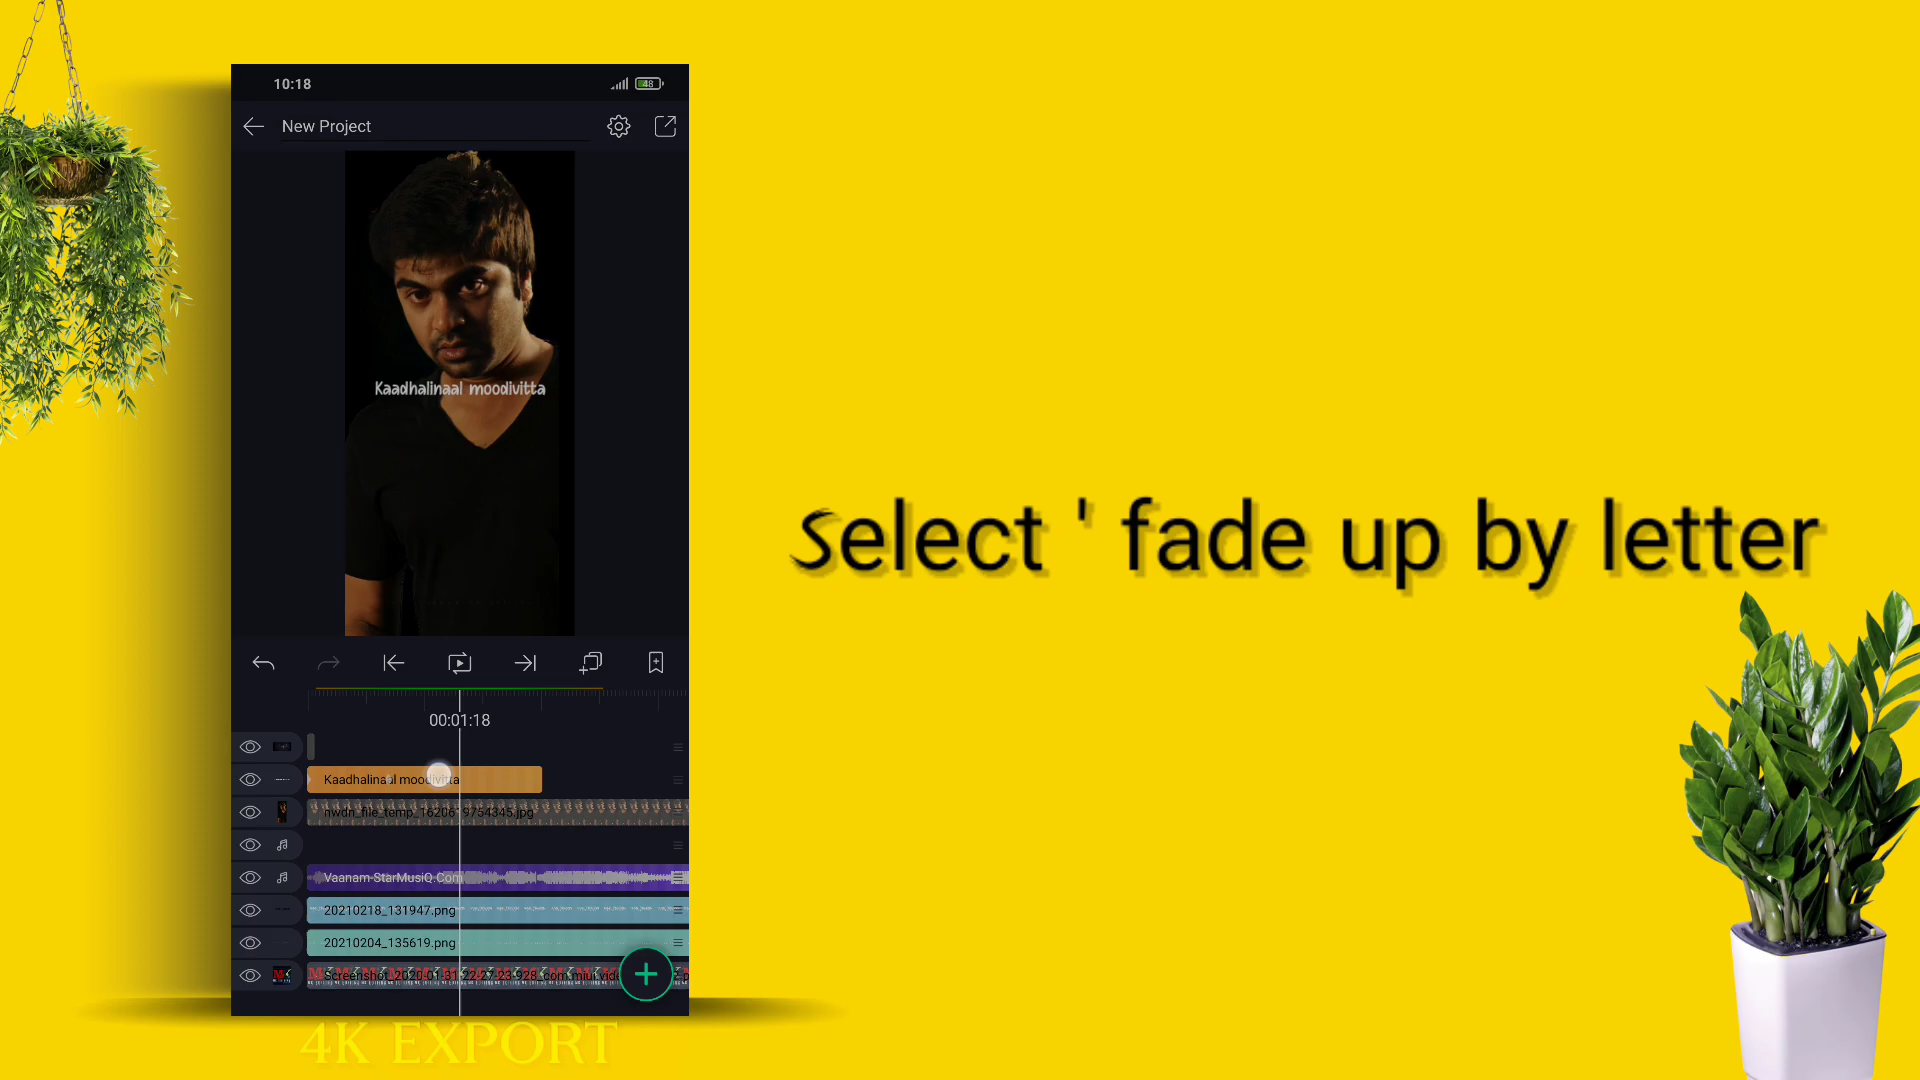 10:18
48
New Project
Kaadhalinaal moodivitta
Select ' fade up by letter
00:01:18
Kaadhalinaal moodivitta
Vaanam-StarMusiQ.Com
20210218_131947.png
20210204_135619.png
4K EXPORT